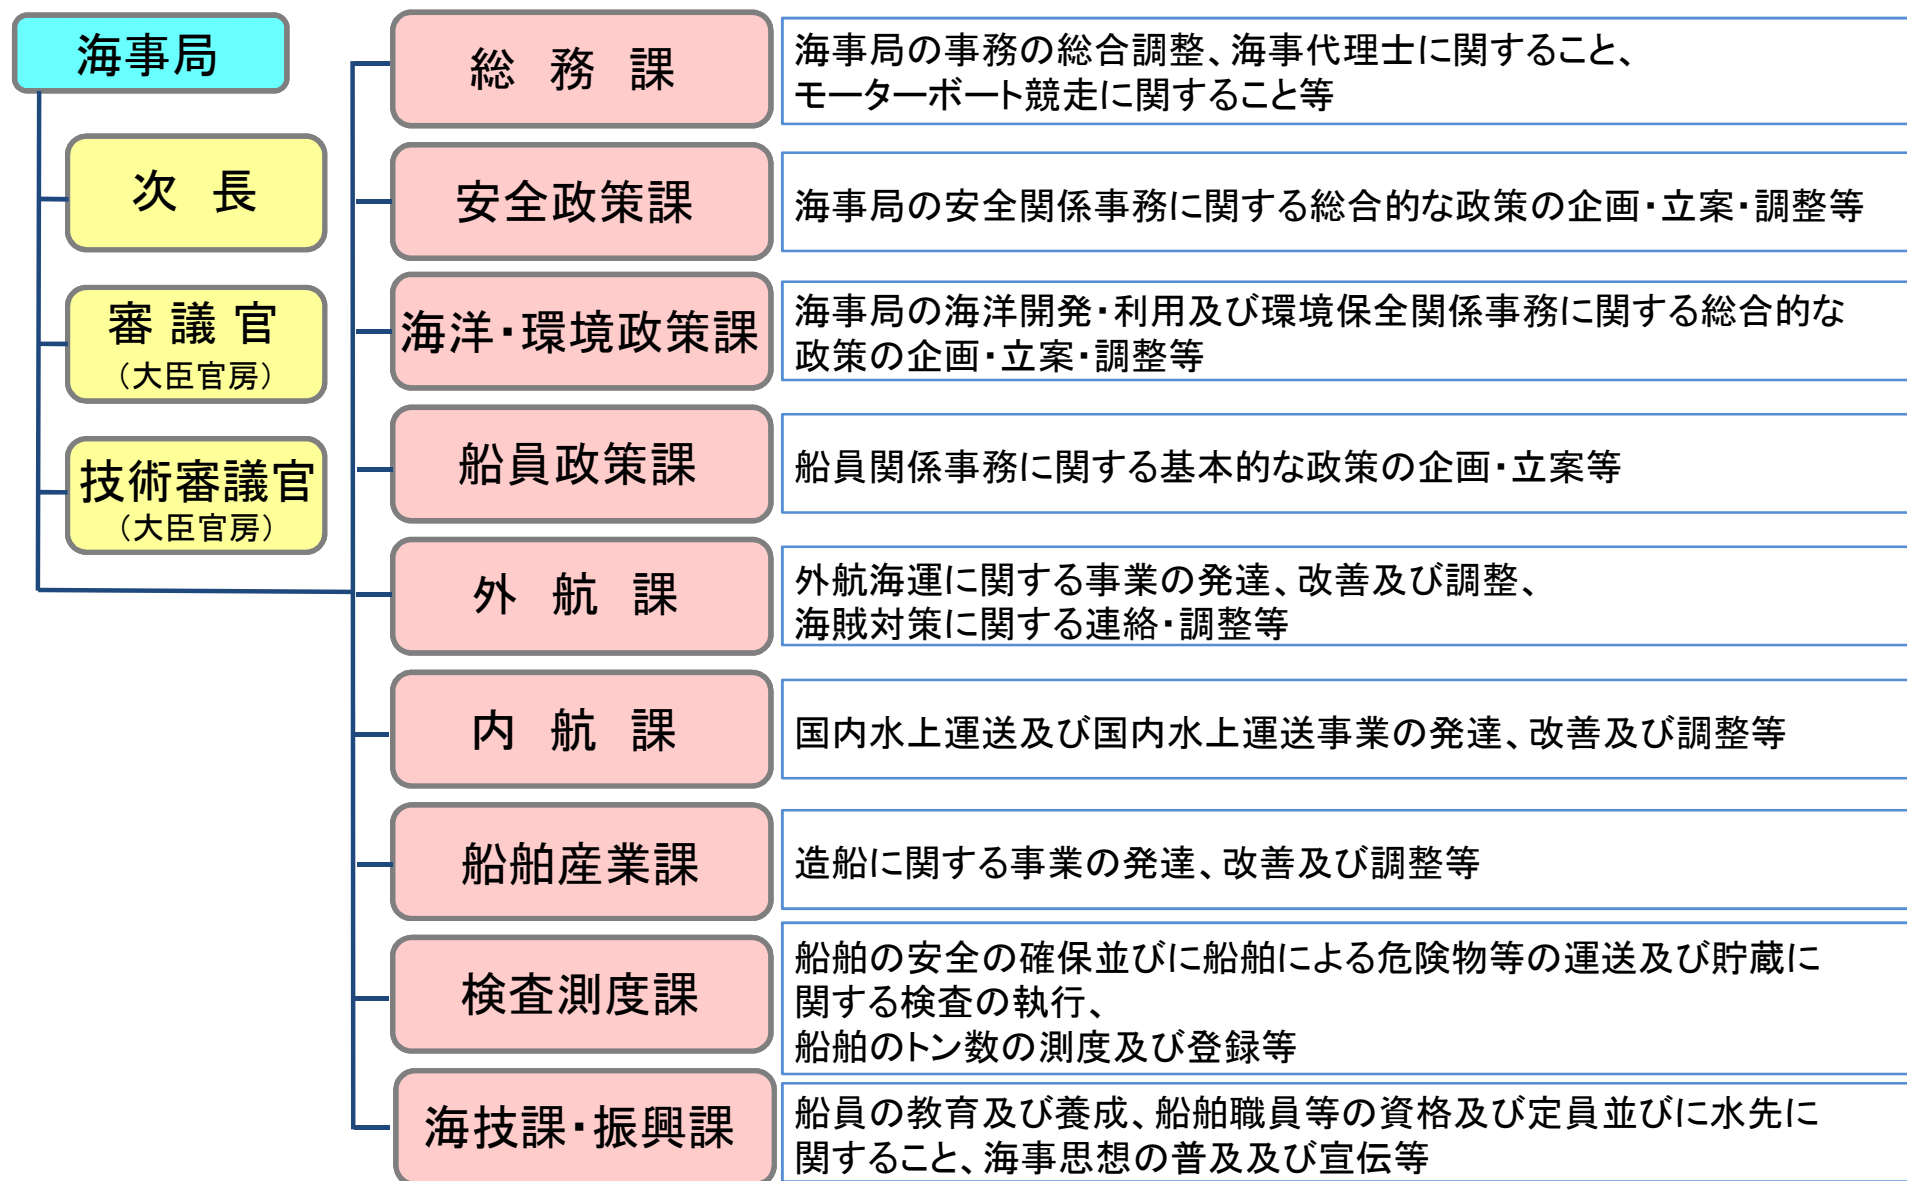 海事局
次 長
審議官
（大臣官房）
技術審議官
（大臣官房）
総 務 課
海事局の事務の総合調整、海事代理士に関すること、
モーターボート競走に関すること等
安全政策課
海事局の安全関係事務に関する総合的な政策の企画・立案・調整等
海洋・環境政策課
海事局の海洋開発・利用及び環境保全関係事務に関する総合的な
政策の企画・立案・調整等
船員政策課
船員関係事務に関する基本的な政策の企画・立案等
外 航 課
外航海運に関する事業の発達、改善及び調整、
海賊対策に関する連絡・調整等
内 航 課
国内水上運送及び国内水上運送事業の発達、改善及び調整等
船舶産業課
造船に関する事業の発達、改善及び調整等
検査測度課
船舶の安全の確保並びに船舶による危険物等の運送及び貯蔵に
関する検査の執行、
船舶のトン数の測度及び登録等
海技課・振興課
船員の教育及び養成、船舶職員等の資格及び定員並びに水先に
関すること、海事思想の普及及び宣伝等